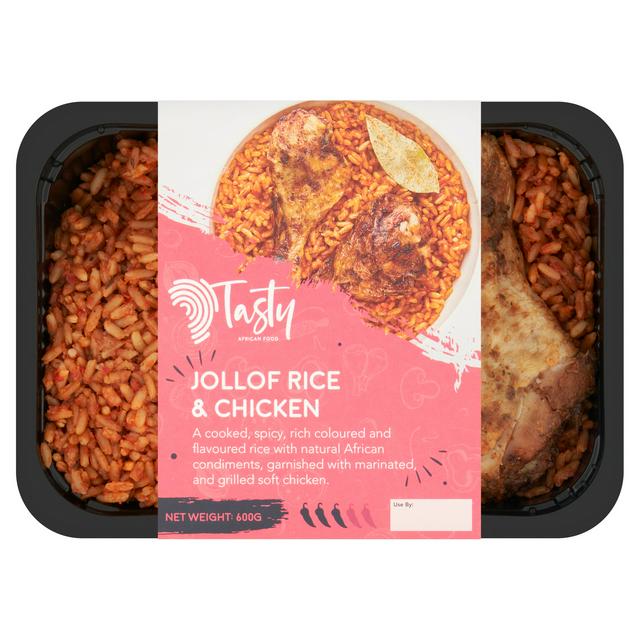 Tasty
AFRICAN FOOD
JOLLOF RICE
& CHICKEN
A cooked, spicy, rich coloured and
flavoured rice with natural African
condiments, garnished with marinated,
and grilled soft chicken.
NET WEIGHT: 600G
Use By: